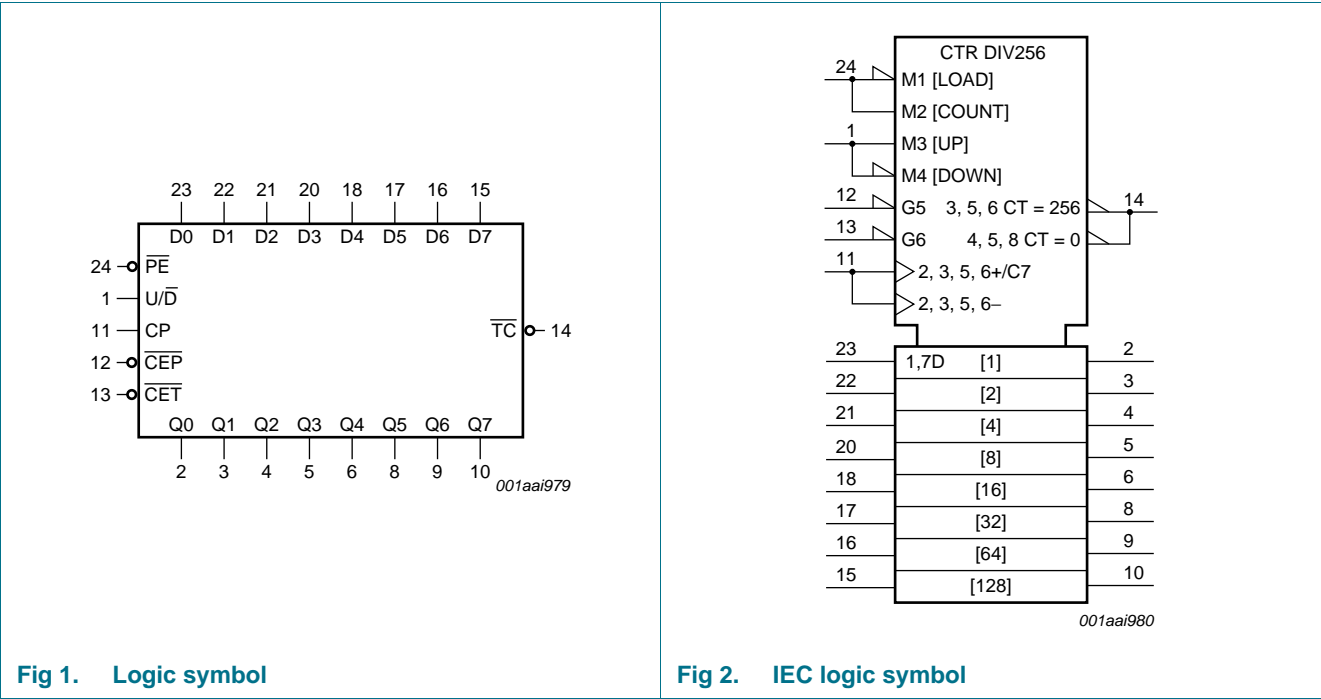 23 22 21 20 18 17 16 15
D0 D1 D2 D3 D4 D5 D6 D7
24 P̅E̅
1 U/D̅
11 CP
T̅C̅ 14
12 C̅E̅P̅
13 C̅E̅T̅
Q0 Q1 Q2 Q3 Q4 Q5 Q6 Q7
2 3 4 5 6 8 9 10
001aai979
Fig 1. Logic symbol
CTR DIV256
24
M1 [LOAD]
M2 [COUNT]
1
M3 [UP]
M4 [DOWN]
12
G5 3, 5, 6 CT = 256
14
13
G6 4, 5, 8 CT = 0
11
2, 3, 5, 6+/C7
2, 3, 5, 6–
23 1,7D [1] 2
22 [2] 3
21 [4] 4
20 [8] 5
18 [16] 6
17 [32] 8
16 [64] 9
15 [128] 10
001aai980
Fig 2. IEC logic symbol